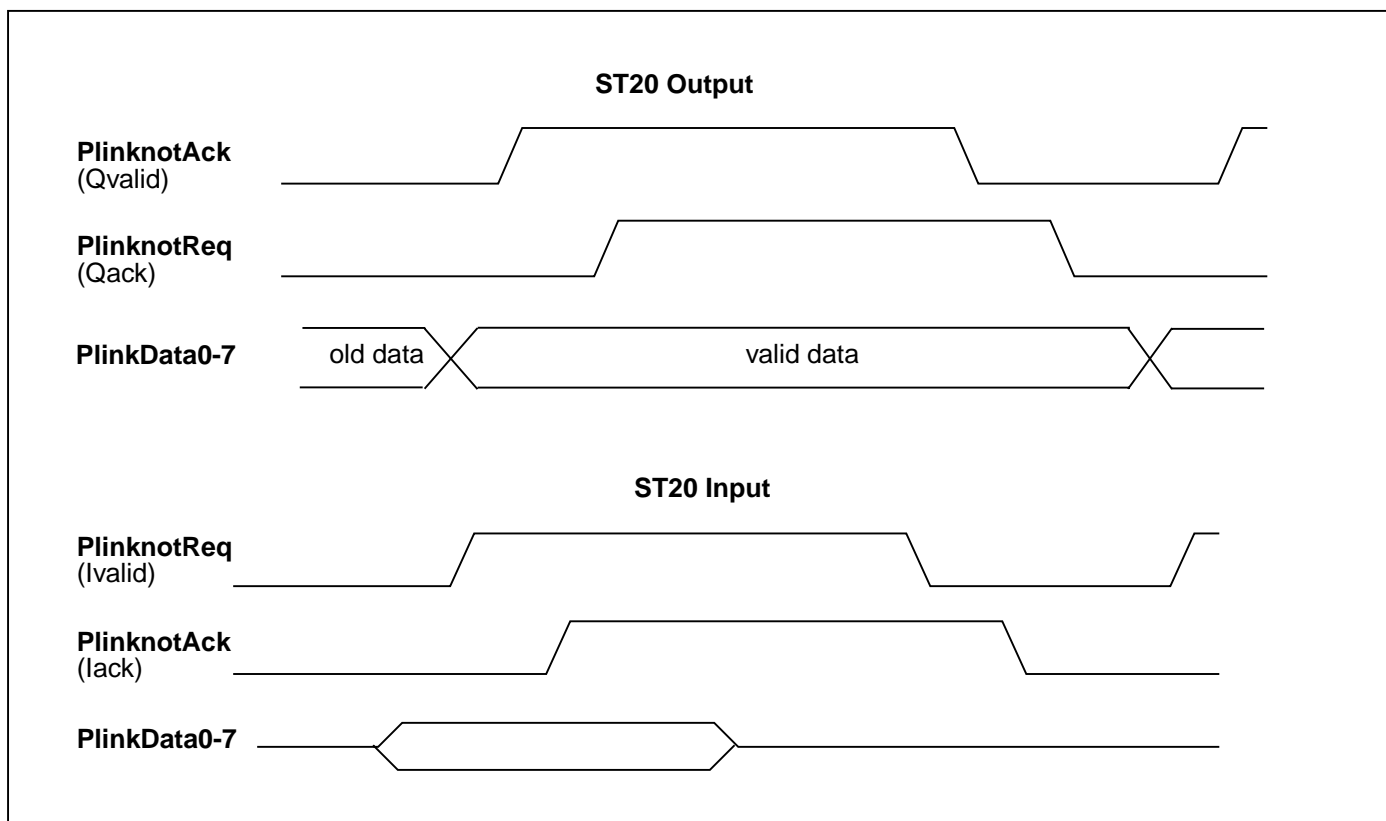 ST20 Output
PlinknotAck
(Qvalid)
PlinknotReq
(Qack)
PlinkData0-7
old data
valid data
ST20 Input
PlinknotReq
(Ivalid)
PlinknotAck
(Iack)
PlinkData0-7